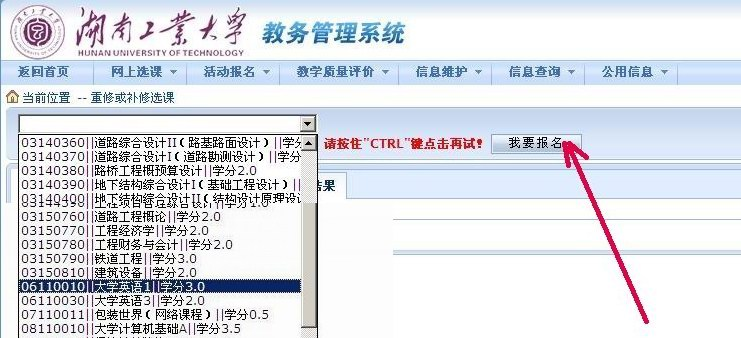 湖南工业大学 教务管理系统
HUNAN UNIVERSITY OF TECHNOLOGY
返回首页 网上选课 活动报名 教学质量评价 信息维护 信息查询 公用信息
当前位置 -- 重修或补修选课
03140360||道路综合设计II(路基路面设计)||学分
请按住"CTRL"键点击再试! 我要报名
03140370||道路综合设计I(道路勘测设计)||学分
03140380||路桥工程概预算设计||学分2.0
03140390||地下结构综合设计I(基础工程设计)||学
03140400||地下结构综合设计II(结构设计原理设
果
03150760||道路工程概论||学分2.0
03150770||工程经济学||学分2.0
03150780||工程财务与会计||学分2.0
03150790||铁道工程||学分3.0
03150810||建筑设备||学分2.0
06110010||大学英语1||学分3.0
06110030||大学英语3||学分2.0
07110011||包装世界(网络课程)||学分0.5
08110010||大学计算机基础A||学分3.5